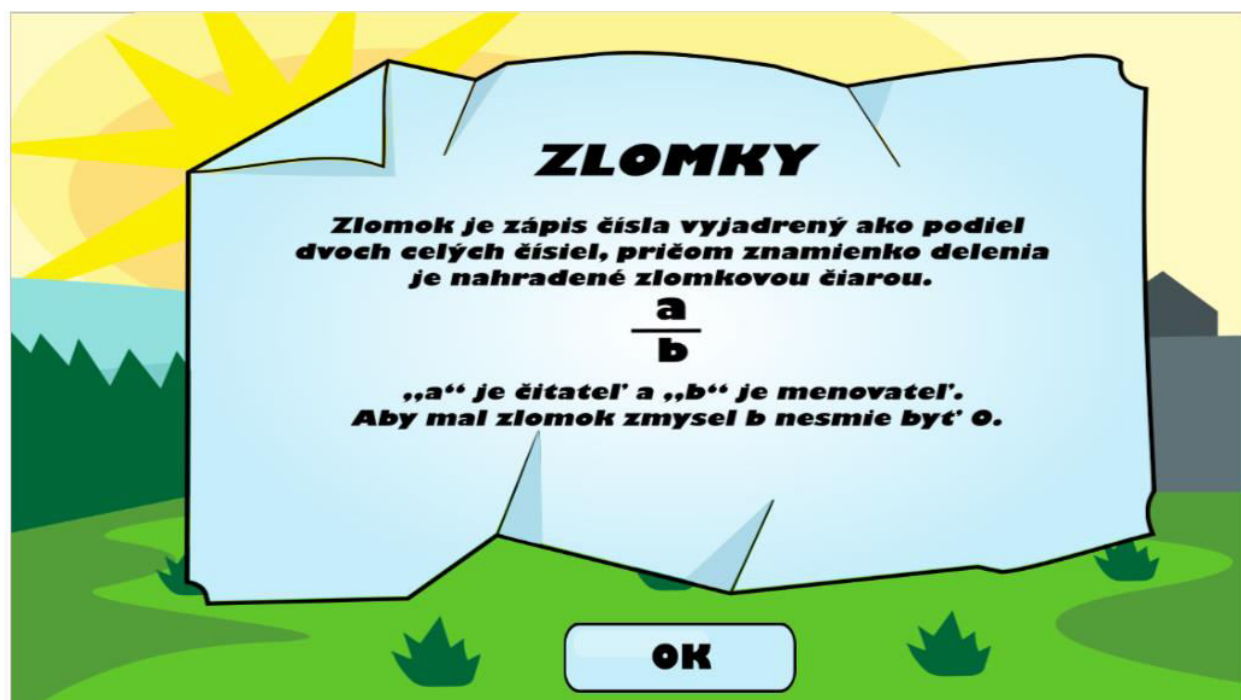 ZLOMKY
Zlomok je zápis čísla vyjadrený ako podiel
dvoch celých čísiel, pričom znamienko delenia
je nahradené zlomkovou čiarou.
a
b
„a“ je čitateľ a „b“ je menovateľ.
Aby mal zlomok zmysel b nesmie byť 0.
OK